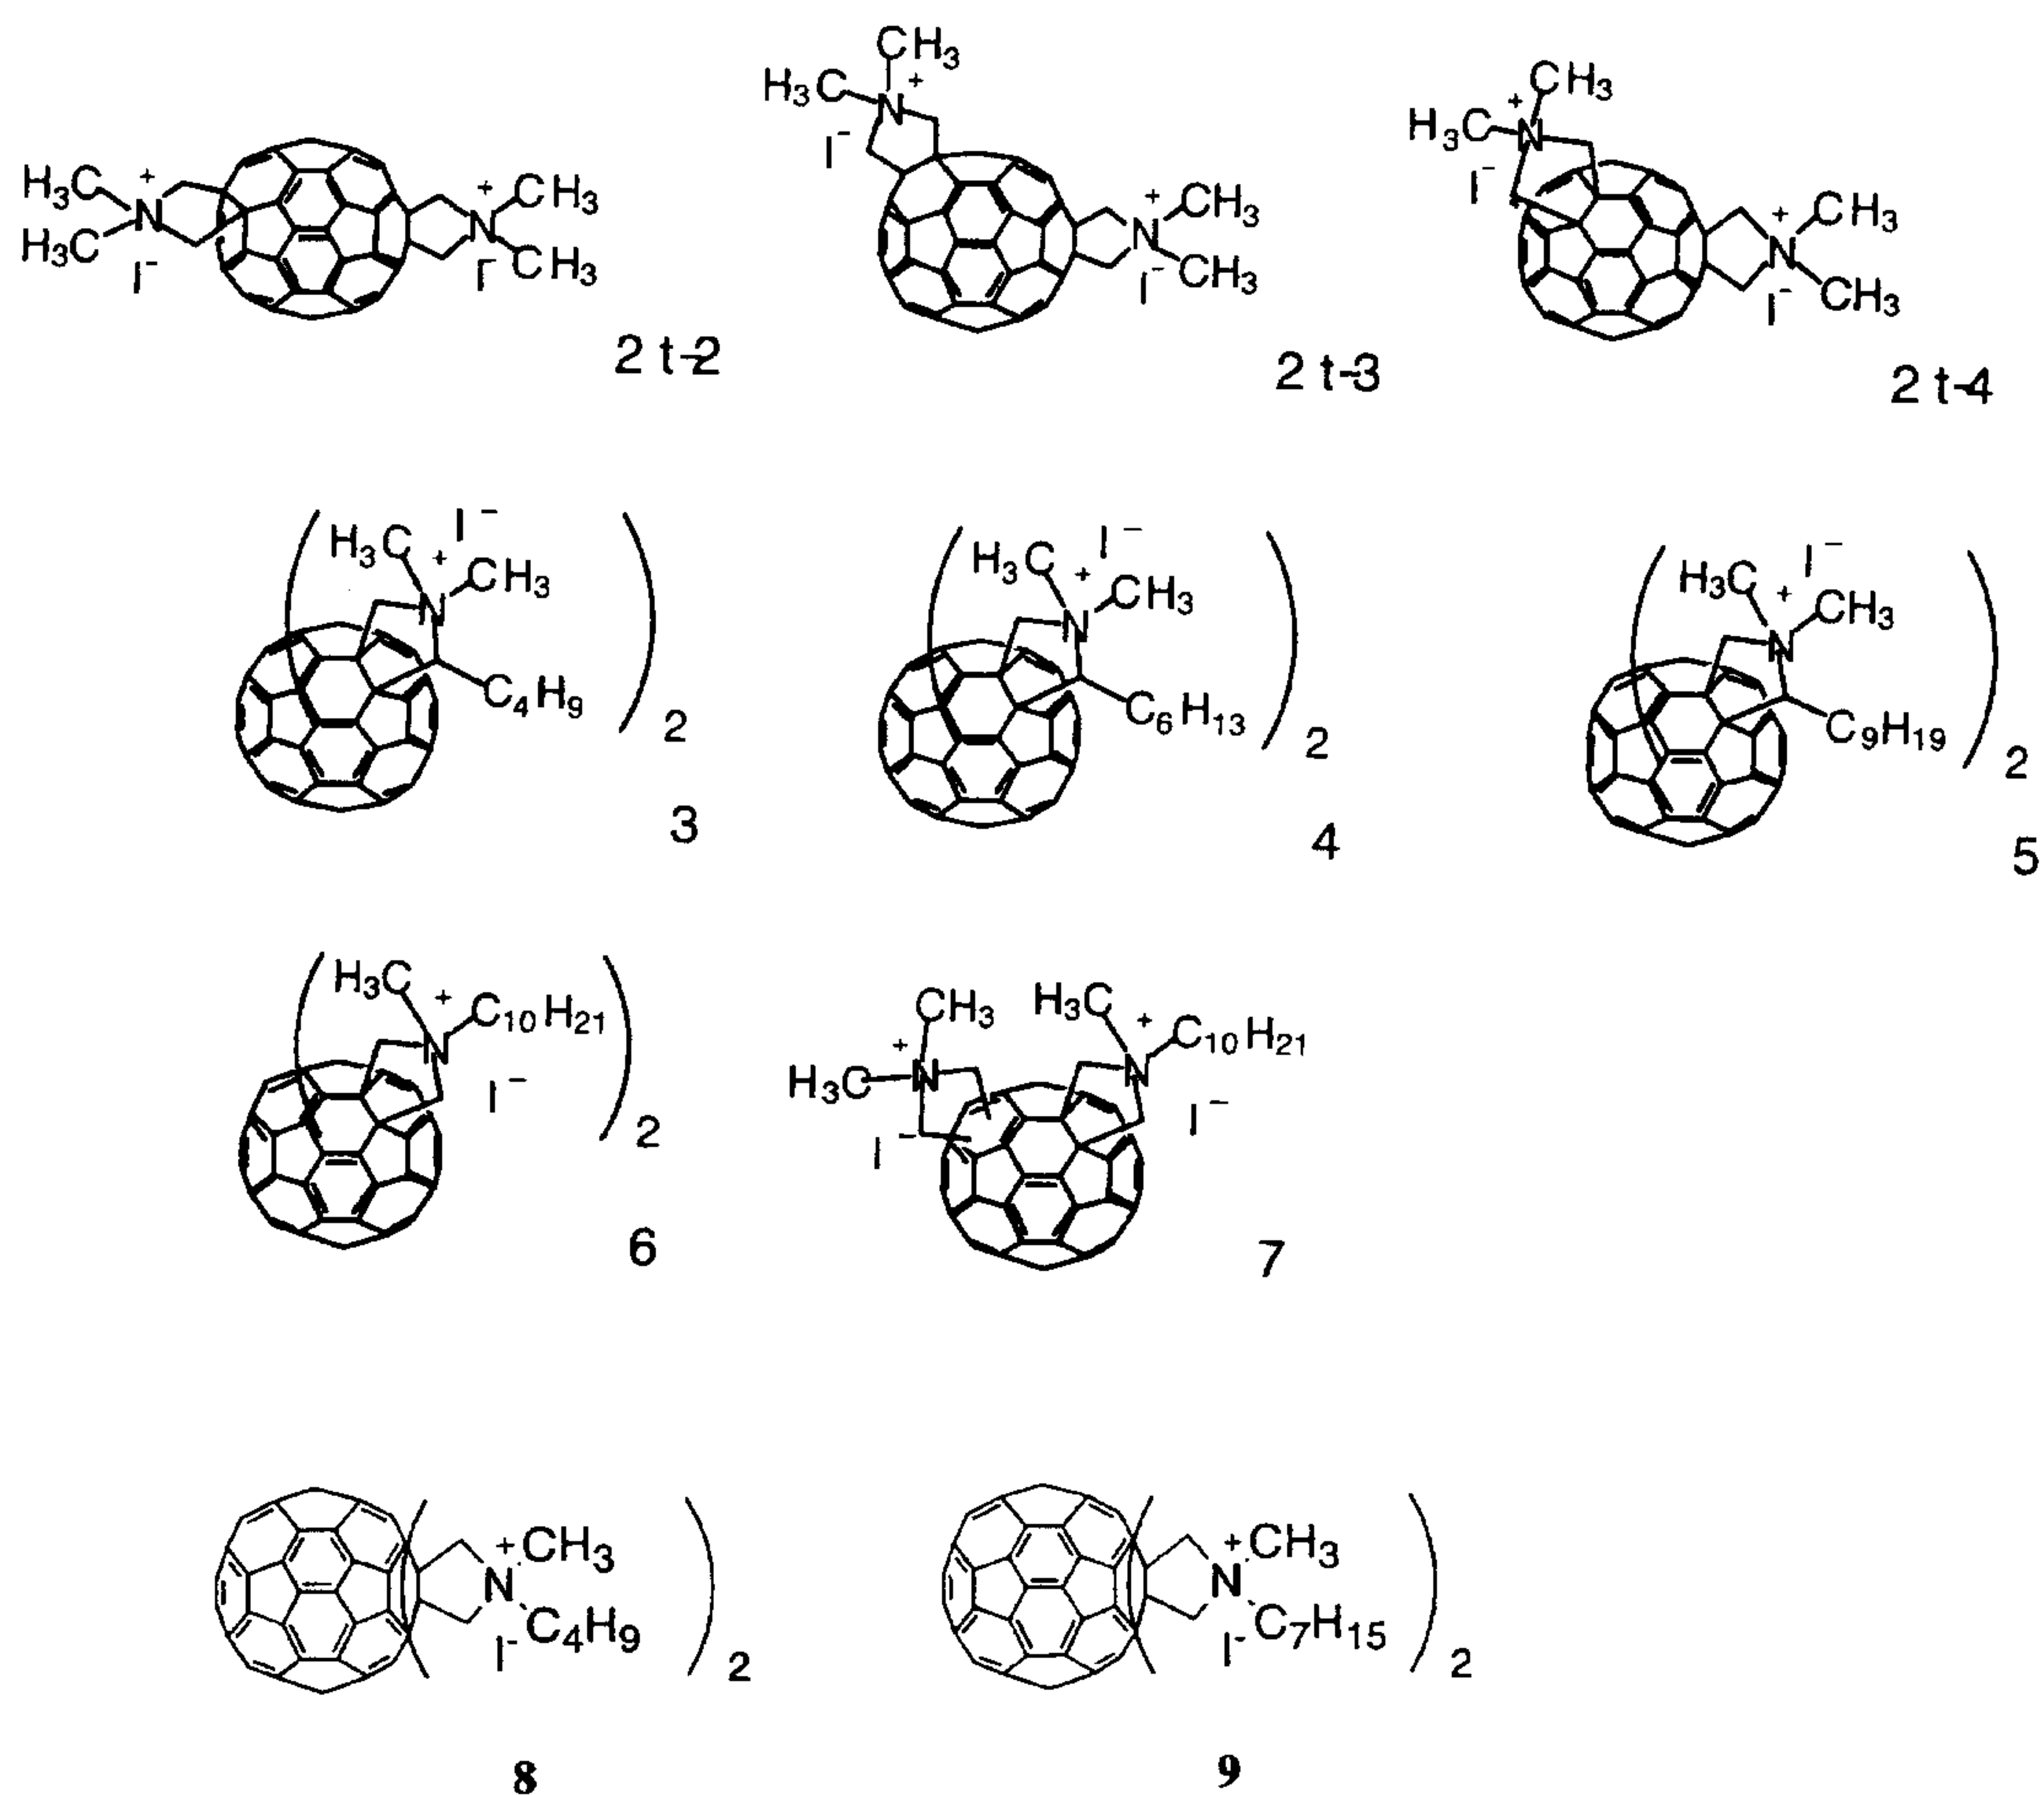 H₃C + N CH₃
H₃C I⁻
+ N CH₃
I⁻ CH₃
2 t-2
CH₃
H₃C N +
I⁻
+ N CH₃
I⁻ CH₃
2 t-3
CH₃
H₃C + N
I⁻
+ N CH₃
I⁻ CH₃
2 t-4
I⁻
H₃C + CH₃
N
C₄H₉
2
3
I⁻
H₃C + CH₃
N
C₆H₁₃
2
4
I⁻
H₃C + CH₃
N
C₉H₁₉
2
5
H₃C + C₁₀H₂₁
N
I⁻
2
6
CH₃
H₃C N +
I⁻
H₃C + C₁₀H₂₁
N
I⁻
7
+ CH₃
N
I⁻ C₄H₉
2
8
+ CH₃
N
I⁻ C₇H₁₅
2
9